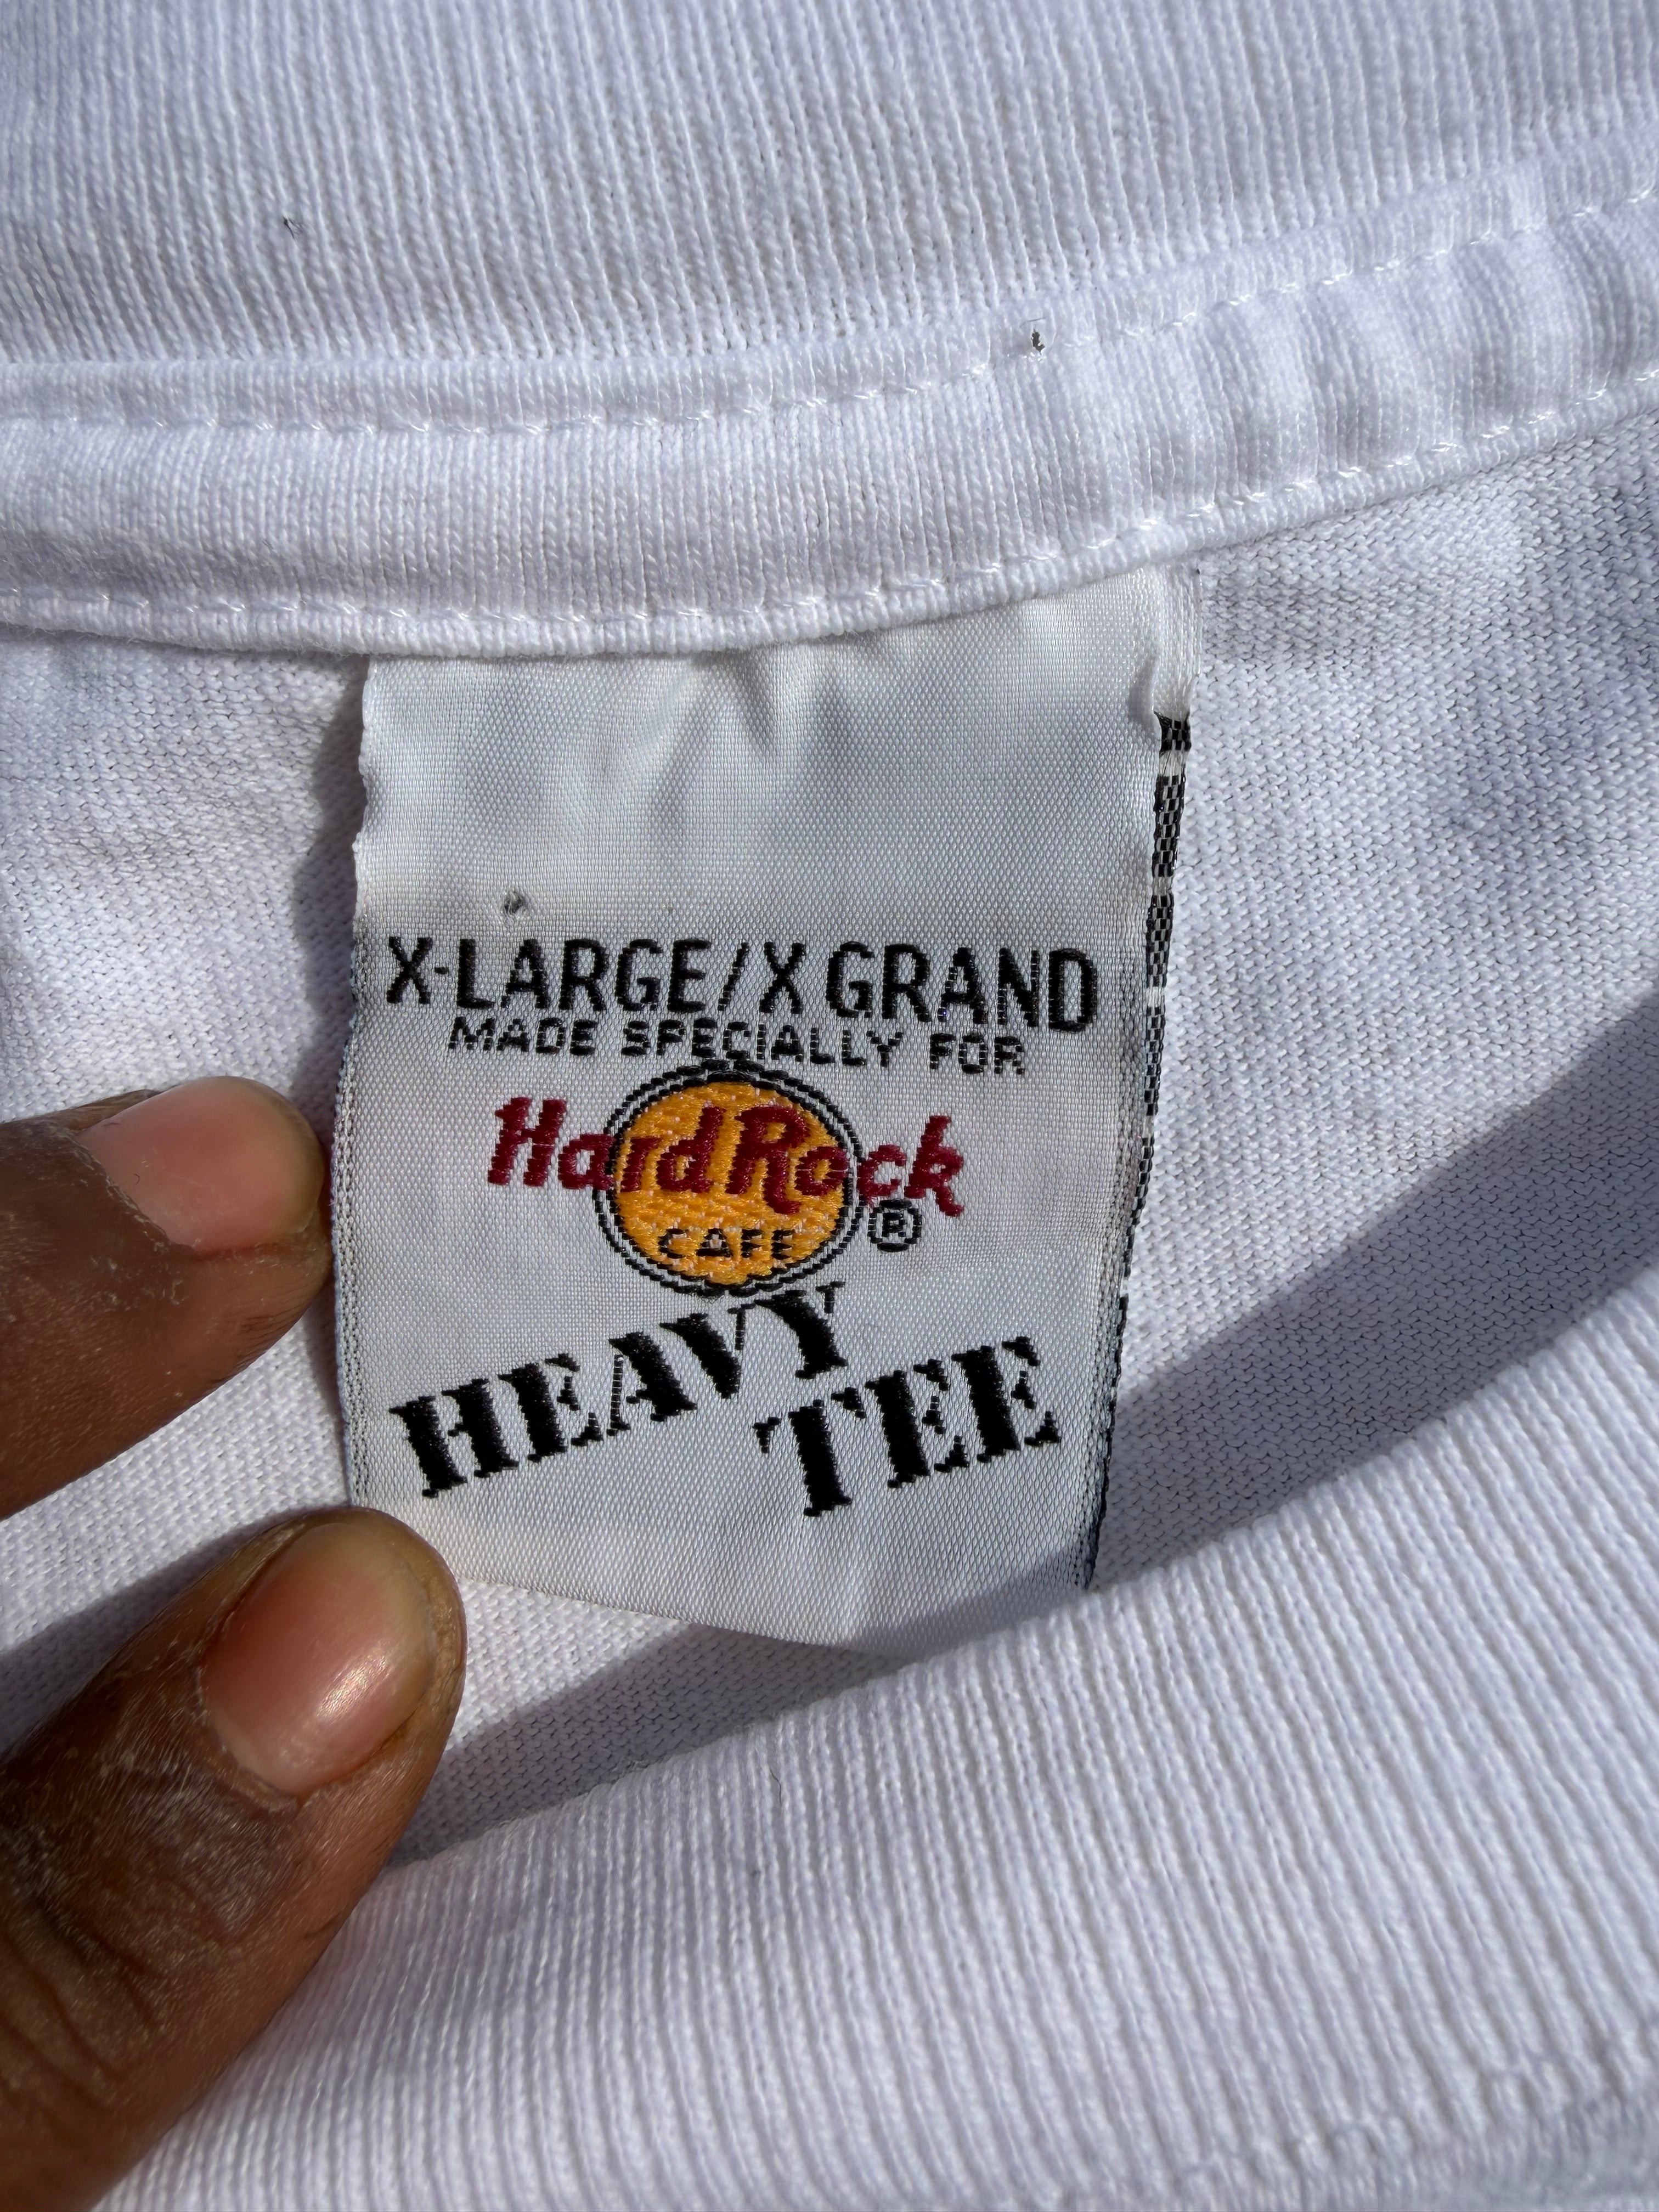 X-LARGE/X GRAND
MADE SPECIALLY FOR
Hard Rock
CAFE ®
HEAVY
TEE